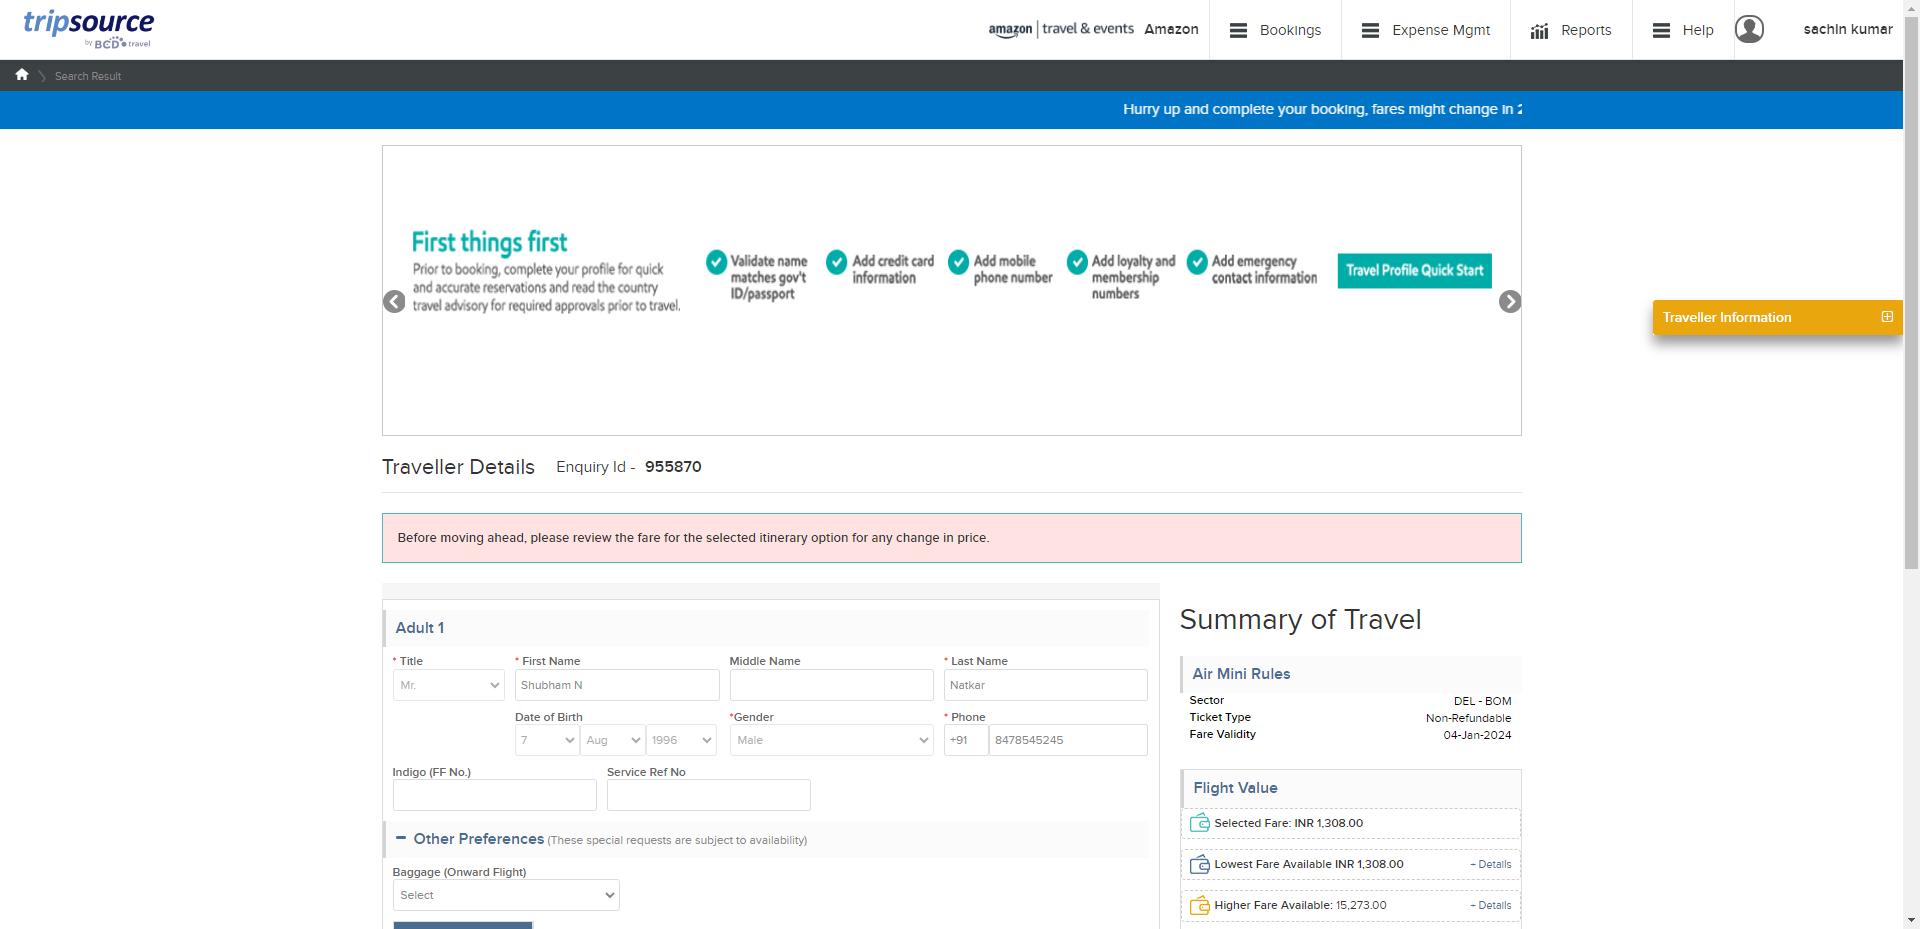 tripsource
by BCD travel
amazon travel & events Amazon
Bookings
Expense Mgmt
Reports
Help
sachin kumar
Search Result
Hurry up and complete your booking, fares might change in
First things first
Prior to booking, complete your profile for quick
and accurate reservations and read the country
travel advisory for required approvals prior to travel.
Validate name
matches gov't
ID/passport
Add credit card
information
Add mobile
phone number
Add loyalty and
membership
numbers
Add emergency
contact information
Travel Profile Quick Start
Traveller Information
Traveller Details Enquiry Id - 955870
Before moving ahead, please review the fare for the selected itinerary option for any change in price.
Adult 1
* Title * First Name Middle Name * Last Name
Mr. Shubham N Natkar
Date of Birth *Gender * Phone
7 Aug 1996 Male +91 8478545245
Indigo (FF No.) Service Ref No
Other Preferences (These special requests are subject to availability)
Baggage (Onward Flight)
Select
Summary of Travel
Air Mini Rules
Sector DEL - BOM
Ticket Type Non-Refundable
Fare Validity 04-Jan-2024
Flight Value
Selected Fare: INR 1,308.00
Lowest Fare Available INR 1,308.00 + Details
Higher Fare Available: 15,273.00 + Details